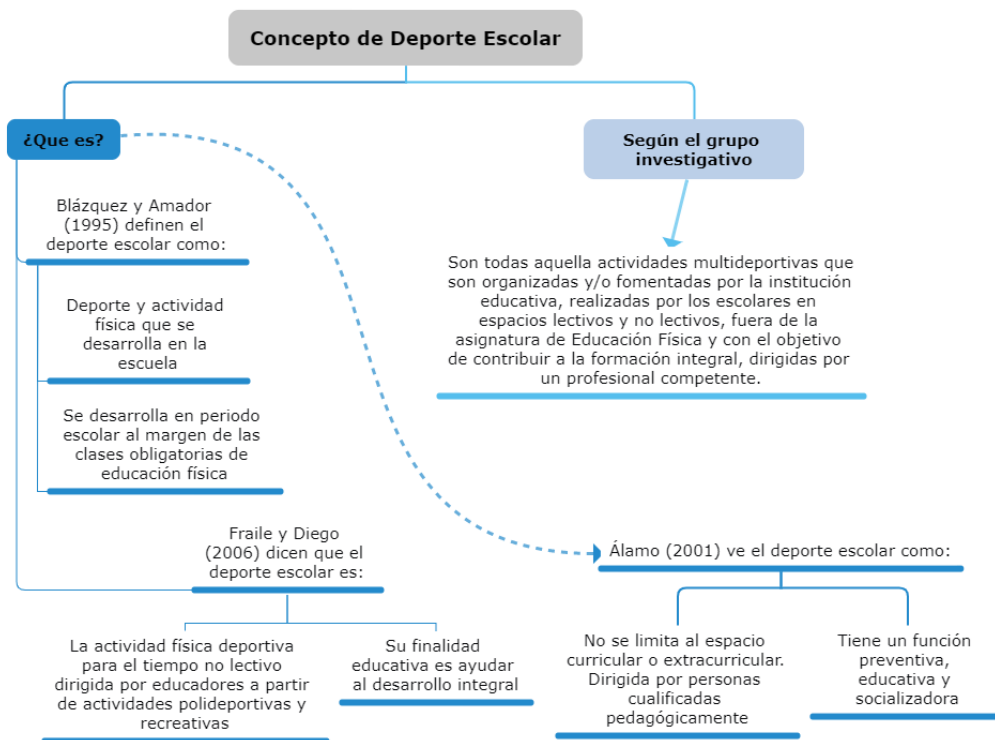 Concepto de Deporte Escolar
¿Que es?
Blázquez y Amador
(1995) definen el
deporte escolar como:
Deporte y actividad
física que se
desarrolla en la
escuela
Se desarrolla en periodo
escolar al margen de las
clases obligatorias de
educación física
Fraile y Diego
(2006) dicen que el
deporte escolar es:
La actividad física deportiva
para el tiempo no lectivo
dirigida por educadores a partir
de actividades polideportivas y
recreativas
Su finalidad
educativa es ayudar
al desarrollo integral
Según el grupo
investigativo
Son todas aquella actividades multideportivas que
son organizadas y/o fomentadas por la institución
educativa, realizadas por los escolares en
espacios lectivos y no lectivos, fuera de la
asignatura de Educación Física y con el objetivo
de contribuir a la formación integral, dirigidas por
un profesional competente.
Álamo (2001) ve el deporte escolar como:
No se limita al espacio
curricular o extracurricular.
Dirigida por personas
cualificadas
pedagógicamente
Tiene un función
preventiva,
educativa y
socializadora